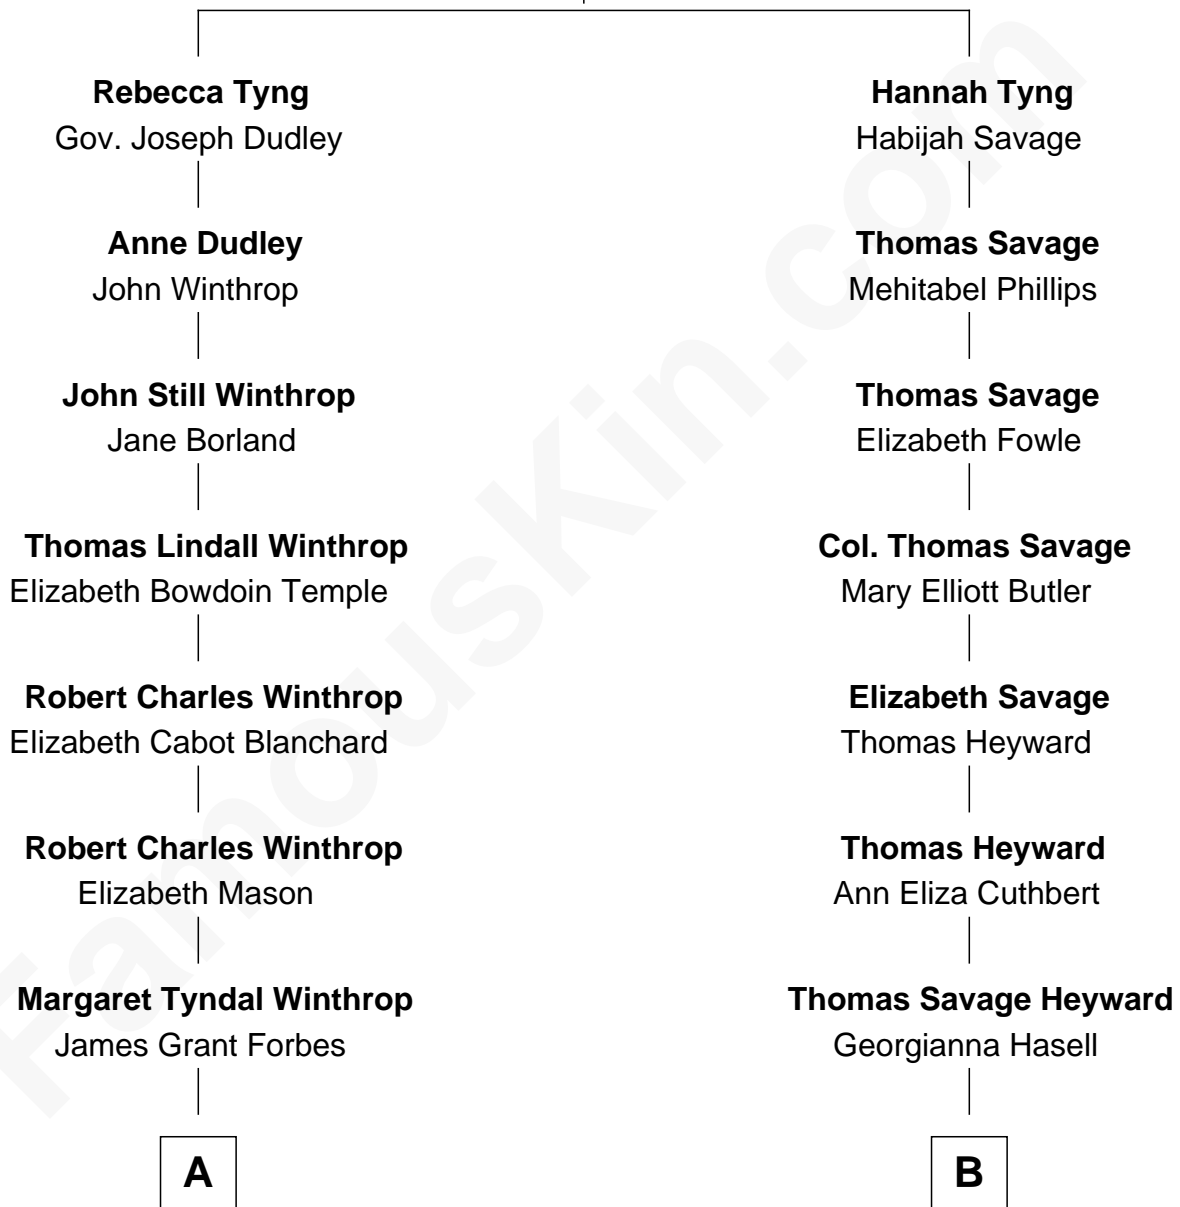 Rebecca Tyng
Gov. Joseph Dudley
Anne Dudley
John Winthrop
John Still Winthrop
Jane Borland
Thomas Lindall Winthrop
Elizabeth Bowdoin Temple
Robert Charles Winthrop
Elizabeth Cabot Blanchard
Robert Charles Winthrop
Elizabeth Mason
Margaret Tyndal Winthrop
James Grant Forbes
A
Hannah Tyng
Habijah Savage
Thomas Savage
Mehitabel Phillips
Thomas Savage
Elizabeth Fowle
Col. Thomas Savage
Mary Elliott Butler
Elizabeth Savage
Thomas Heyward
Thomas Heyward
Ann Eliza Cuthbert
Thomas Savage Heyward
Georgianna Hasell
B
FamousKin.com